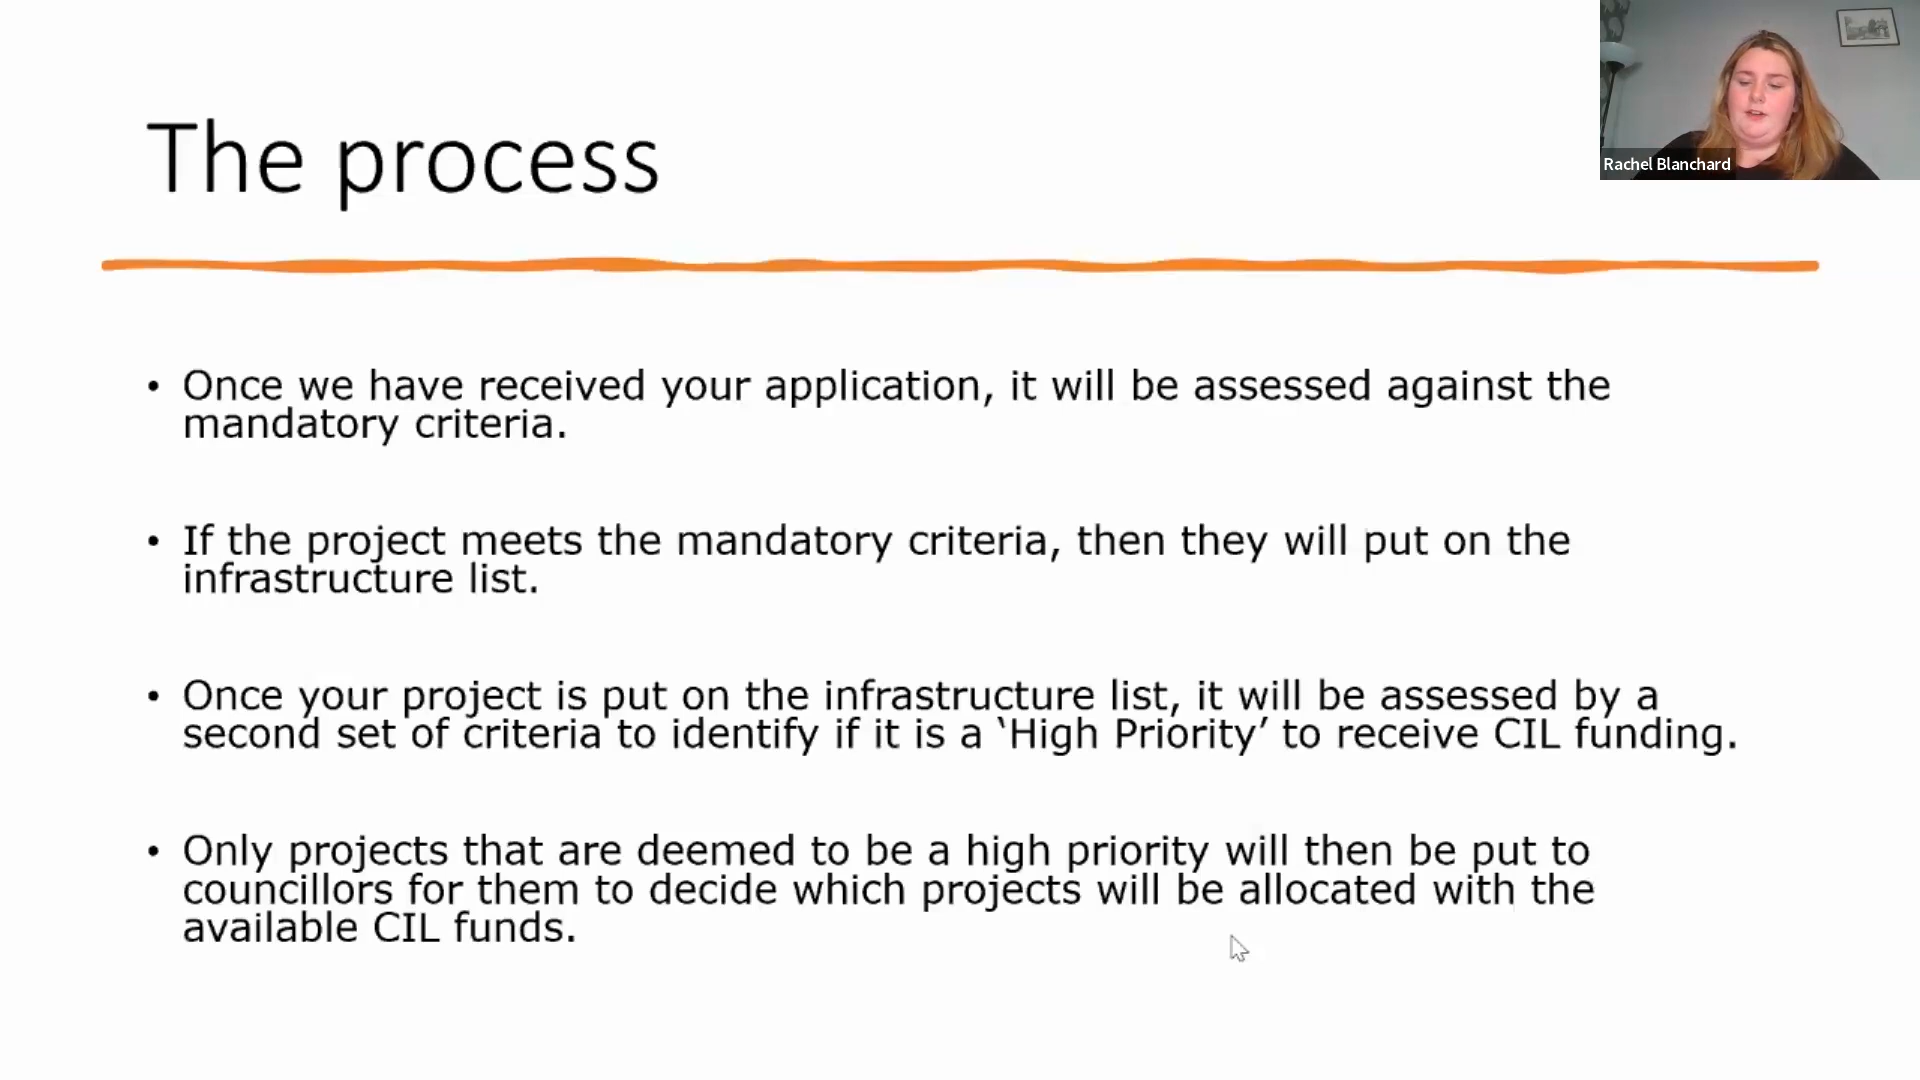 The process
Rachel Blanchard
• Once we have received your application, it will be assessed against the
mandatory criteria.
• If the project meets the mandatory criteria, then they will put on the
infrastructure list.
• Once your project is put on the infrastructure list, it will be assessed by a
second set of criteria to identify if it is a ‘High Priority’ to receive CIL funding.
• Only projects that are deemed to be a high priority will then be put to
councillors for them to decide which projects will be allocated with the
available CIL funds.